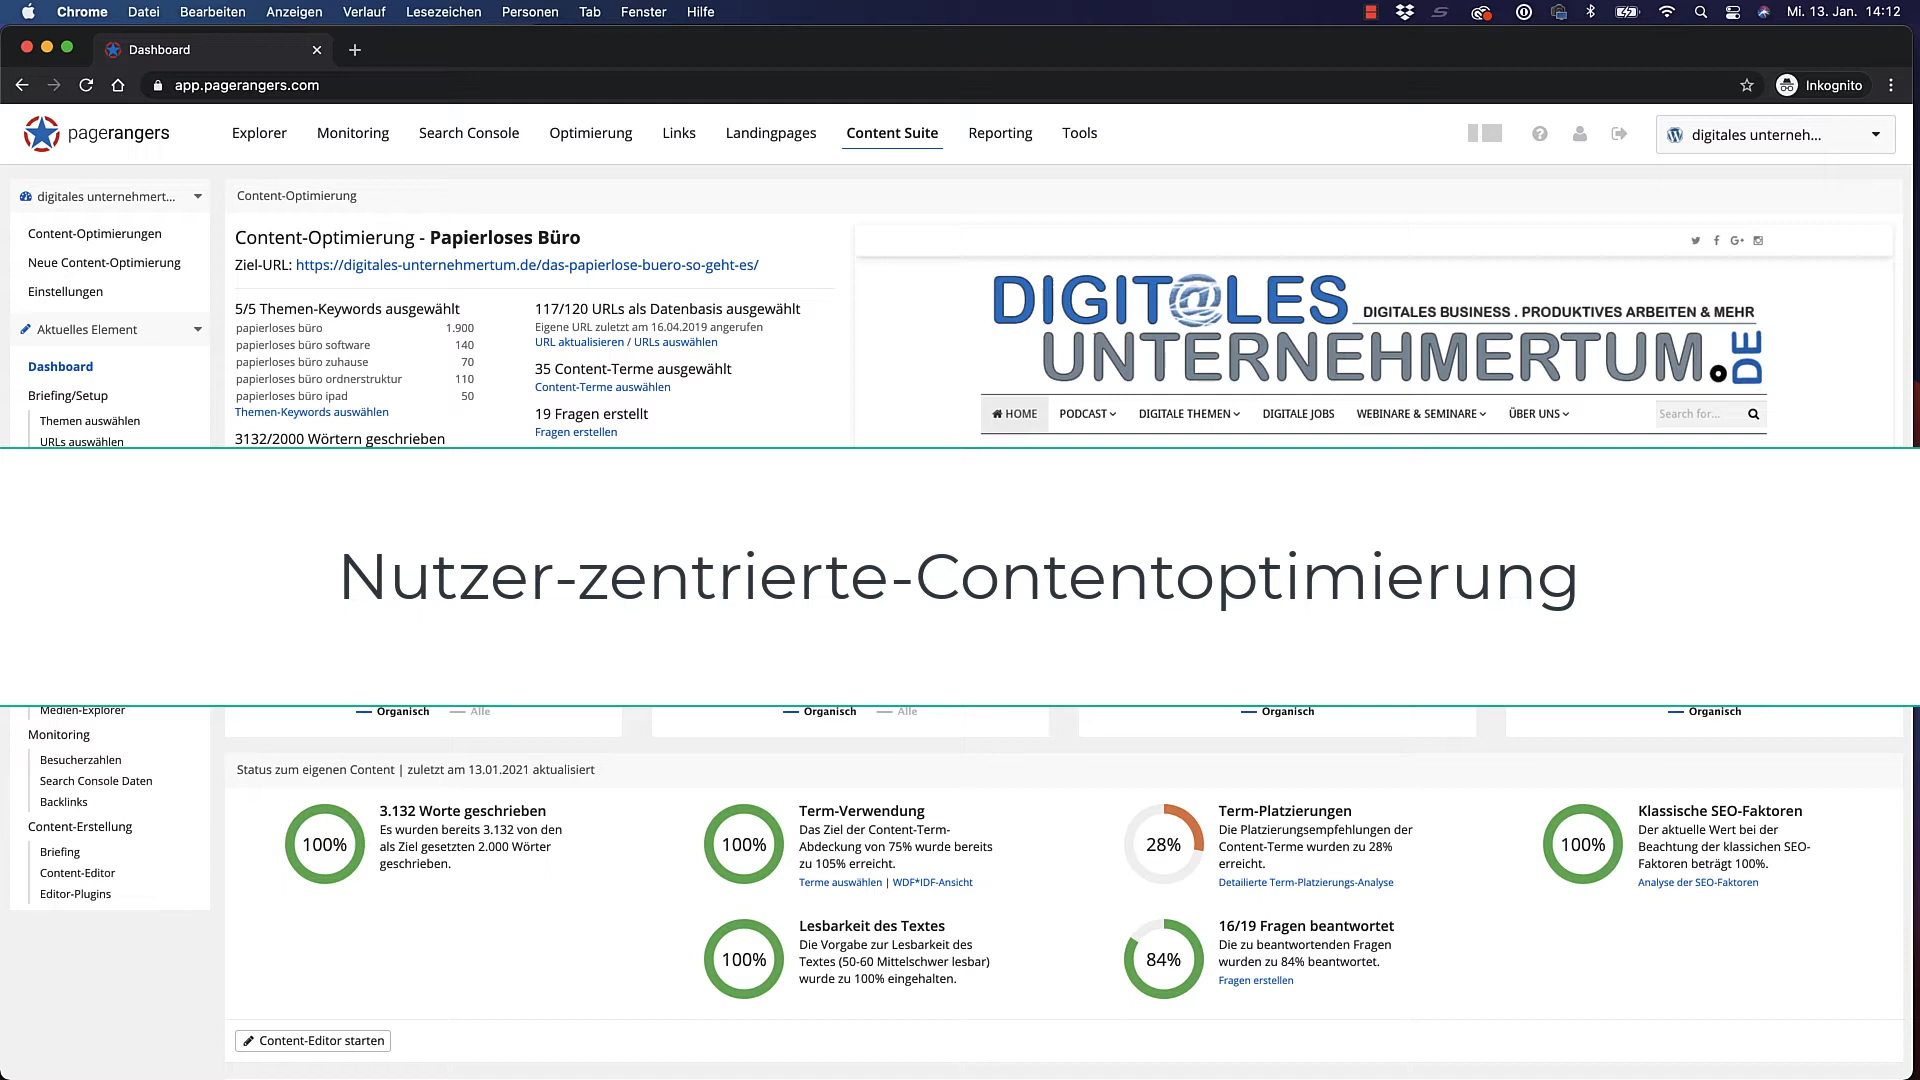 Chrome Datei Bearbeiten Anzeigen Verlauf Lesezeichen Personen Tab Fenster Hilfe Mi. 13. Jan. 14:12
Dashboard
app.pagerangers.com Inkognito
pagerangers Explorer Monitoring Search Console Optimierung Links Landingpages Content Suite Reporting Tools digitales unterneh...
digitales unternehmert...
Content-Optimierungen
Neue Content-Optimierung
Einstellungen
Aktuelles Element
Dashboard
Briefing/Setup
Themen auswählen
URLs auswählen
Content-Optimierung
Content-Optimierung - Papierloses Büro
Ziel-URL: https://digitales-unternehmertum.de/das-papierlose-buero-so-geht-es/
5/5 Themen-Keywords ausgewählt
papierloses büro 1.900
papierloses büro software 140
papierloses büro zuhause 70
papierloses büro ordnerstruktur 110
papierloses büro ipad 50
Themen-Keywords auswählen
3132/2000 Wörtern geschrieben
117/120 URLs als Datenbasis ausgewählt
Eigene URL zuletzt am 16.04.2019 angerufen
URL aktualisieren / URLs auswählen
35 Content-Terme ausgewählt
Content-Terme auswählen
19 Fragen erstellt
Fragen erstellen
DIGIT@LES DIGITALES BUSINESS . PRODUKTIVES ARBEITEN & MEHR
UNTERNEHMERTUM.DE
HOME PODCAST DIGITALE THEMEN DIGITALE JOBS WEBINARE & SEMINARE ÜBER UNS Search for...
Nutzer-zentrierte-Contentoptimierung
Medien-Explorer
Monitoring
Besucherzahlen
Search Console Daten
Backlinks
Content-Erstellung
Briefing
Content-Editor
Editor-Plugins
Organisch Alle Organisch Alle Organisch Organisch
Status zum eigenen Content | zuletzt am 13.01.2021 aktualisiert
100%
3.132 Worte geschrieben
Es wurden bereits 3.132 von den
als Ziel gesetzten 2.000 Wörter
geschrieben.
100%
Term-Verwendung
Das Ziel der Content-Term-
Abdeckung von 75% wurde bereits
zu 105% erreicht.
Terme auswählen | WDF*IDF-Ansicht
28%
Term-Platzierungen
Die Platzierungsempfehlungen der
Content-Terme wurden zu 28%
erreicht.
Detailierte Term-Platzierungs-Analyse
100%
Klassische SEO-Faktoren
Der aktuelle Wert bei der
Beachtung der klassichen SEO-
Faktoren beträgt 100%.
Analyse der SEO-Faktoren
100%
Lesbarkeit des Textes
Die Vorgabe zur Lesbarkeit des
Textes (50-60 Mittelschwer lesbar)
wurde zu 100% eingehalten.
84%
16/19 Fragen beantwortet
Die zu beantwortenden Fragen
wurden zu 84% beantwortet.
Fragen erstellen
Content-Editor starten